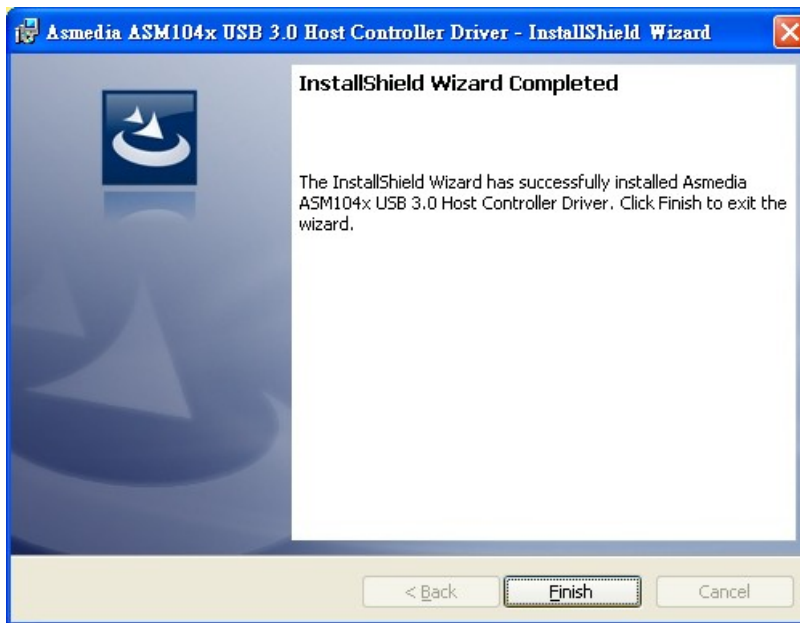 Asmedia ASM104x USB 3.0 Host Controller Driver - InstallShield Wizard
InstallShield Wizard Completed
The InstallShield Wizard has successfully installed Asmedia
ASM104x USB 3.0 Host Controller Driver. Click Finish to exit the
wizard.
< Back
Finish
Cancel